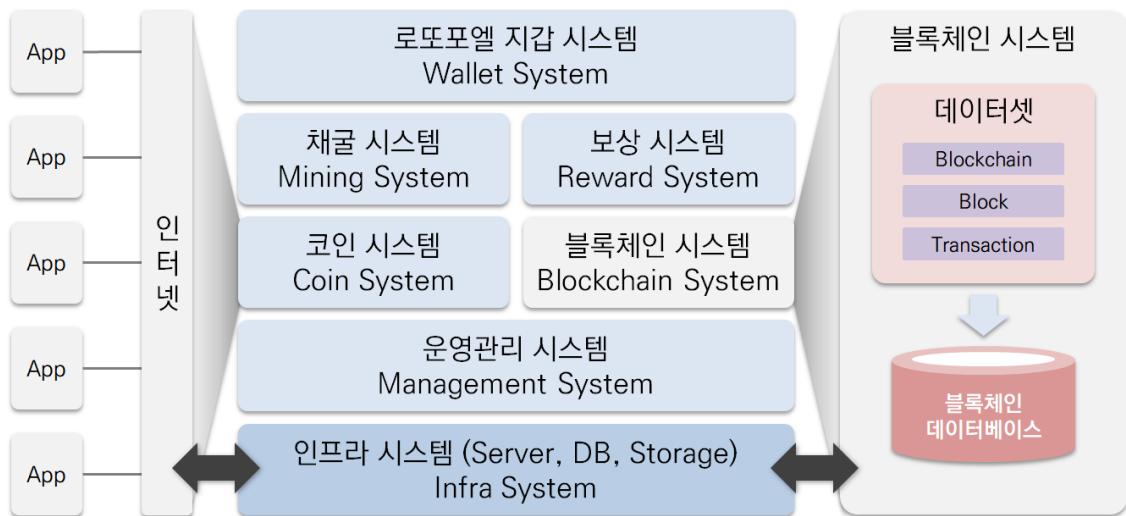 App
App
App
App
App
인
터
넷
로또포엘 지갑 시스템
Wallet System
채굴 시스템
Mining System
보상 시스템
Reward System
코인 시스템
Coin System
블록체인 시스템
Blockchain System
운영관리 시스템
Management System
인프라 시스템 (Server, DB, Storage)
Infra System
블록체인 시스템
데이터셋
Blockchain
Block
Transaction
블록체인
데이터베이스